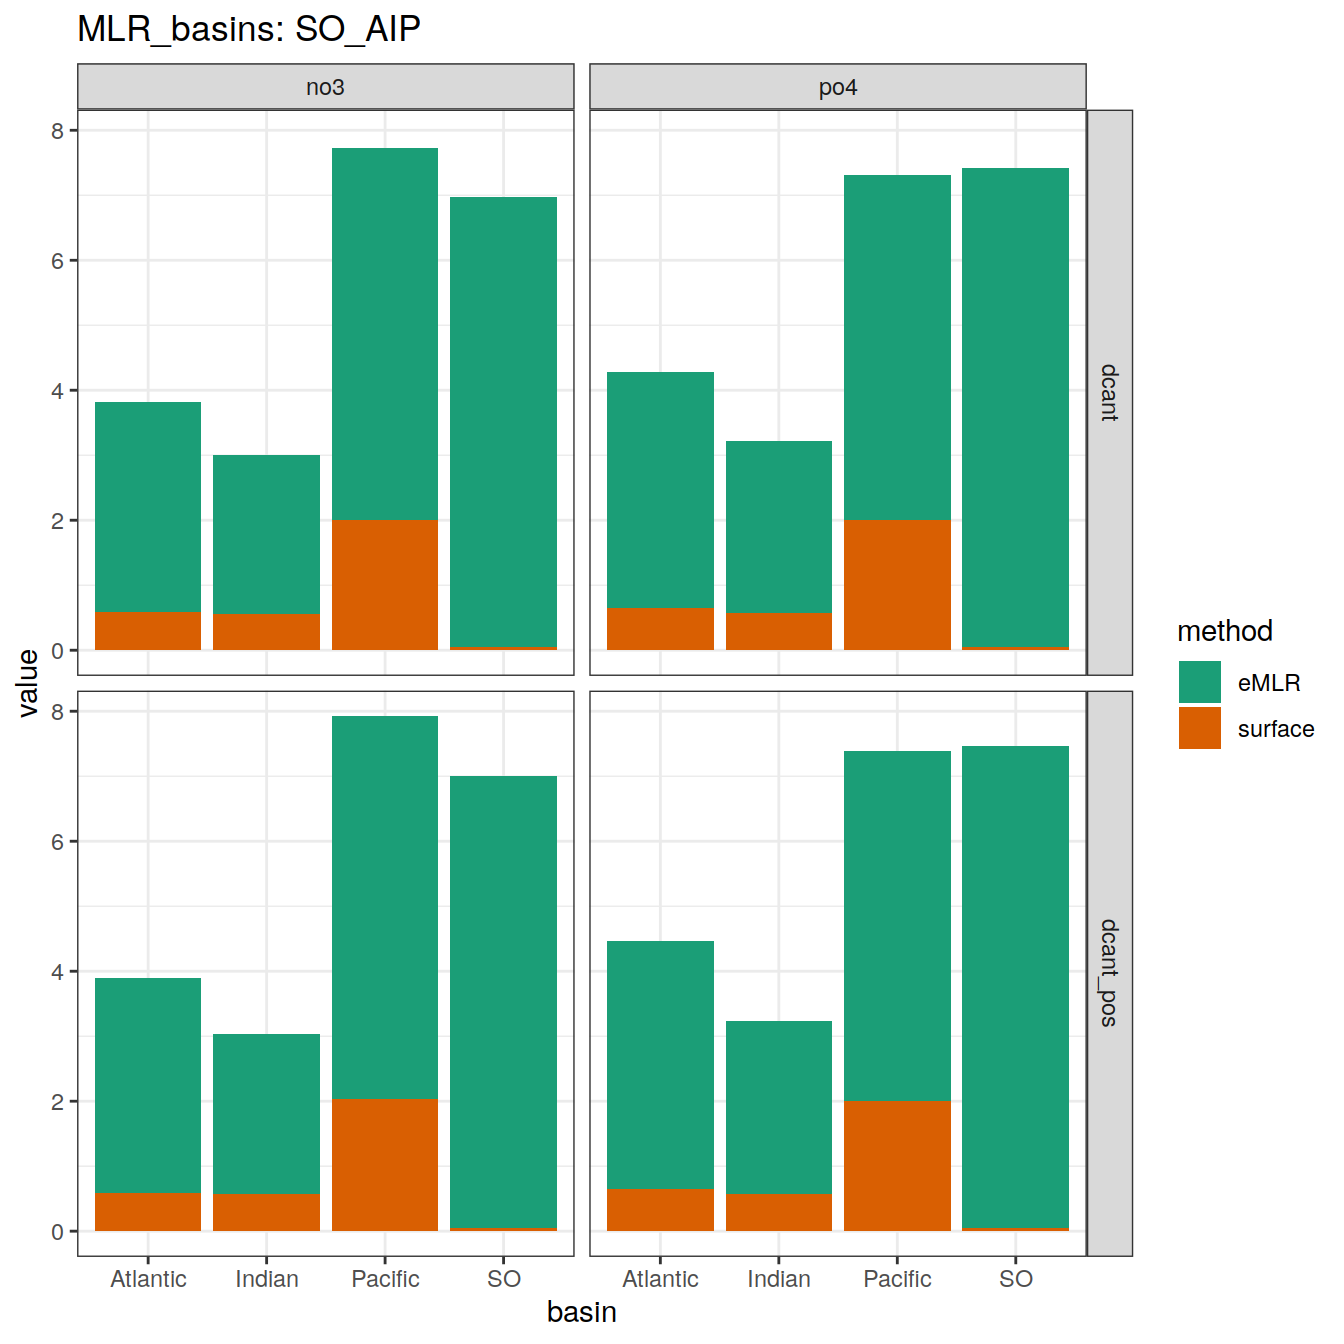 MLR_basins: SO_AIP
no3
po4
8
6
4
2
0
dcant
value
8
6
4
2
0
dcant_pos
Atlantic Indian Pacific SO
Atlantic Indian Pacific SO
basin
method
eMLR
surface